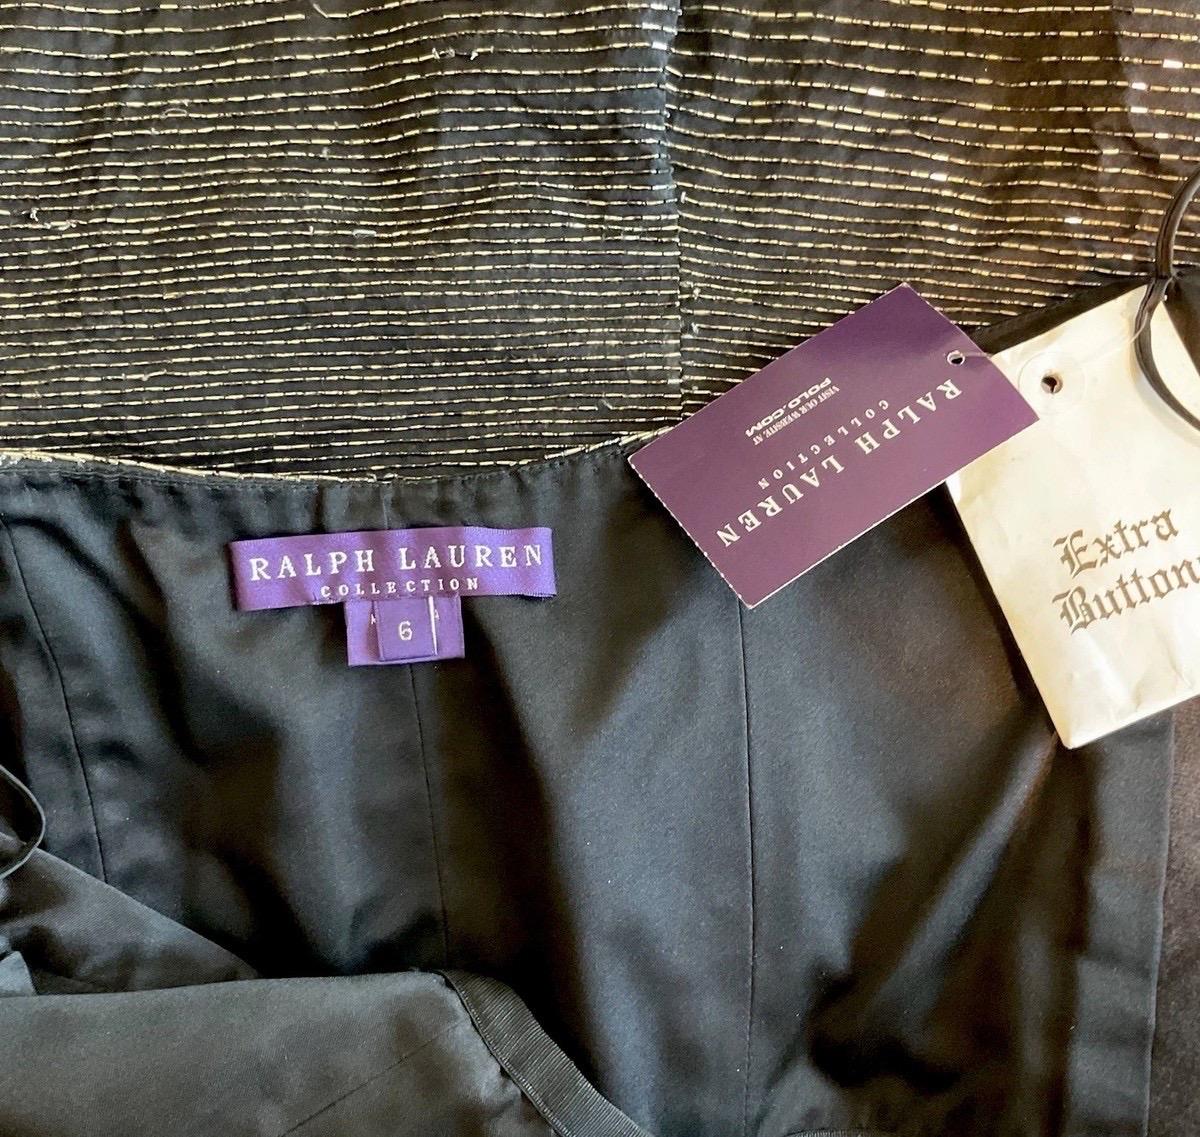 RALPH LAUREN
COLLECTION
6
RALPH LAUREN
COLLECTION
VISIT OUR WEBSITE AT
POLO.COM
Extra
Button